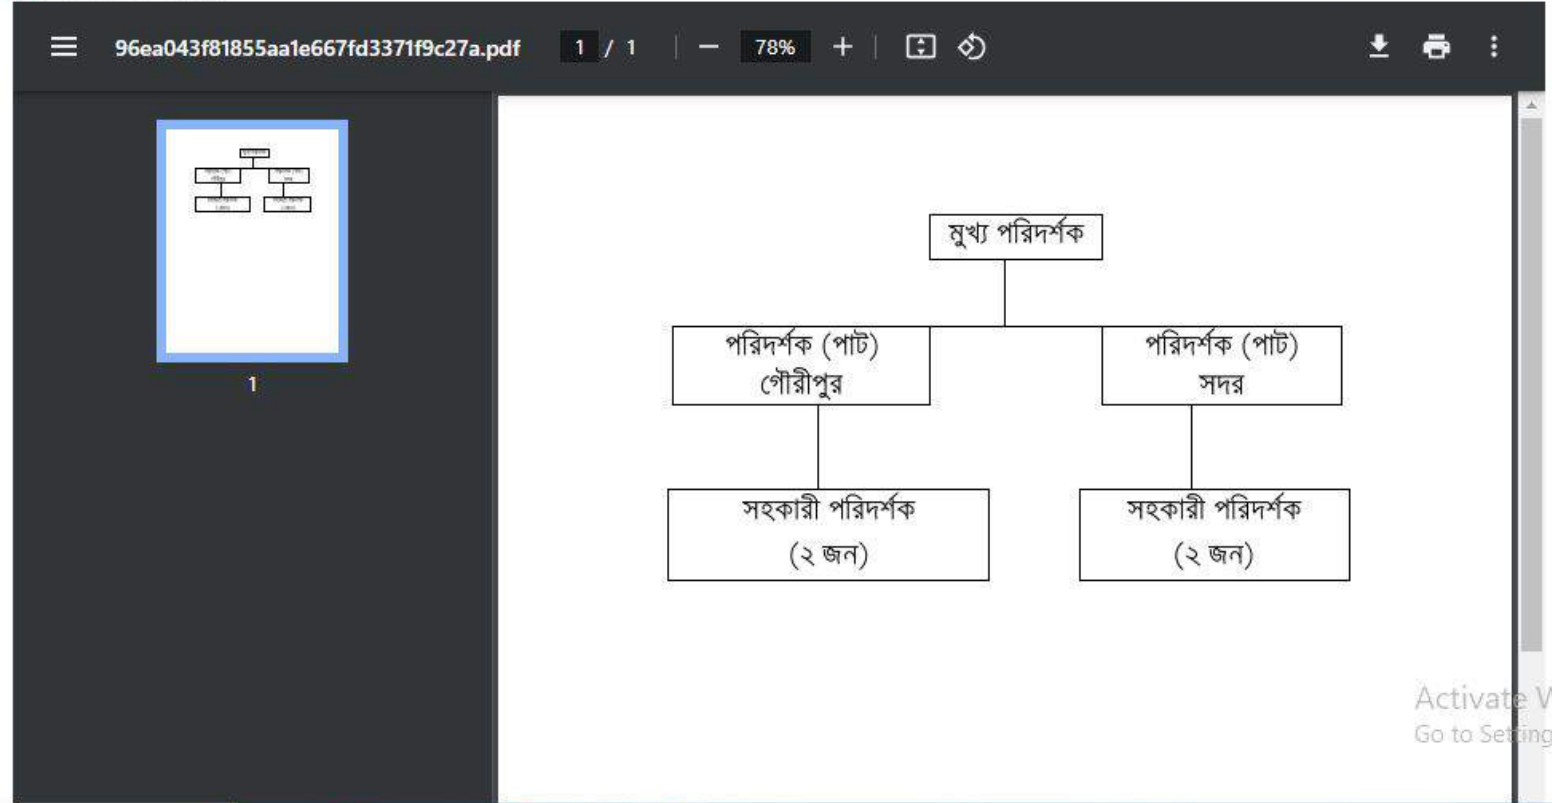 96ea043f81855aa1e667fd3371f9c27a.pdf 1 / 1 78%
1
মুখ্য পরিদর্শক
পরিদর্শক (পাট)
গৌরীপুর
পরিদর্শক (পাট)
সদর
সহকারী পরিদর্শক
(২ জন)
সহকারী পরিদর্শক
(২ জন)
Activate
Go to Setting